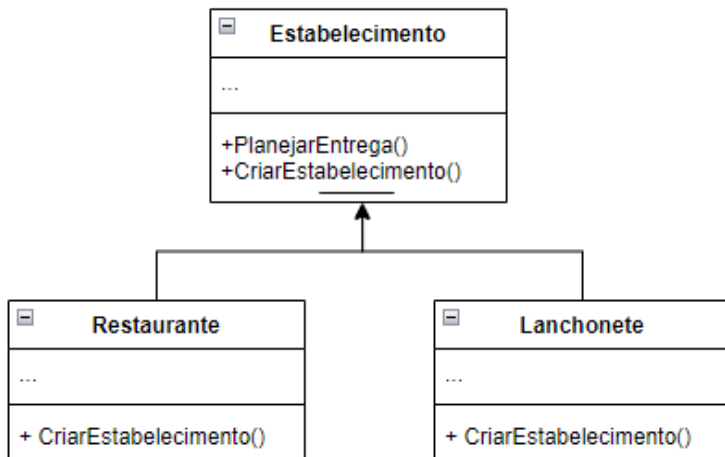 Estabelecimento
...
+PlanejarEntrega()
+CriarEstabelecimento()
Restaurante
...
+ CriarEstabelecimento()
Lanchonete
...
+ CriarEstabelecimento()